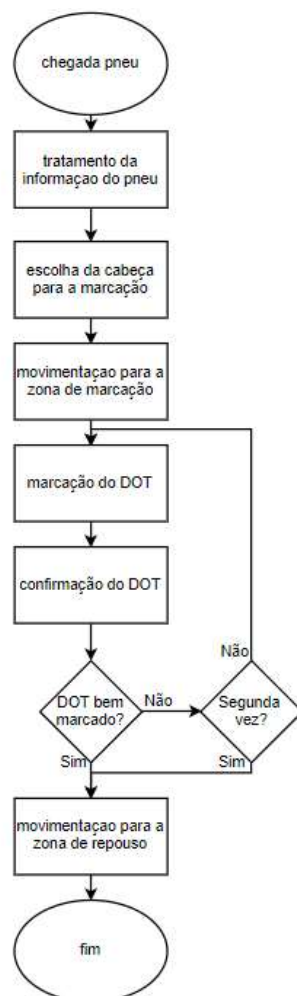 chegada pneu
tratamento da
informaçao do pneu
escolha da cabeça
para a marcação
movimentaçao para a
zona de marcação
marcação do DOT
confirmação do DOT
Não
DOT bem
marcado?
Não
Segunda
vez?
Sim
Sim
movimentaçao para a
zona de repouso
fim